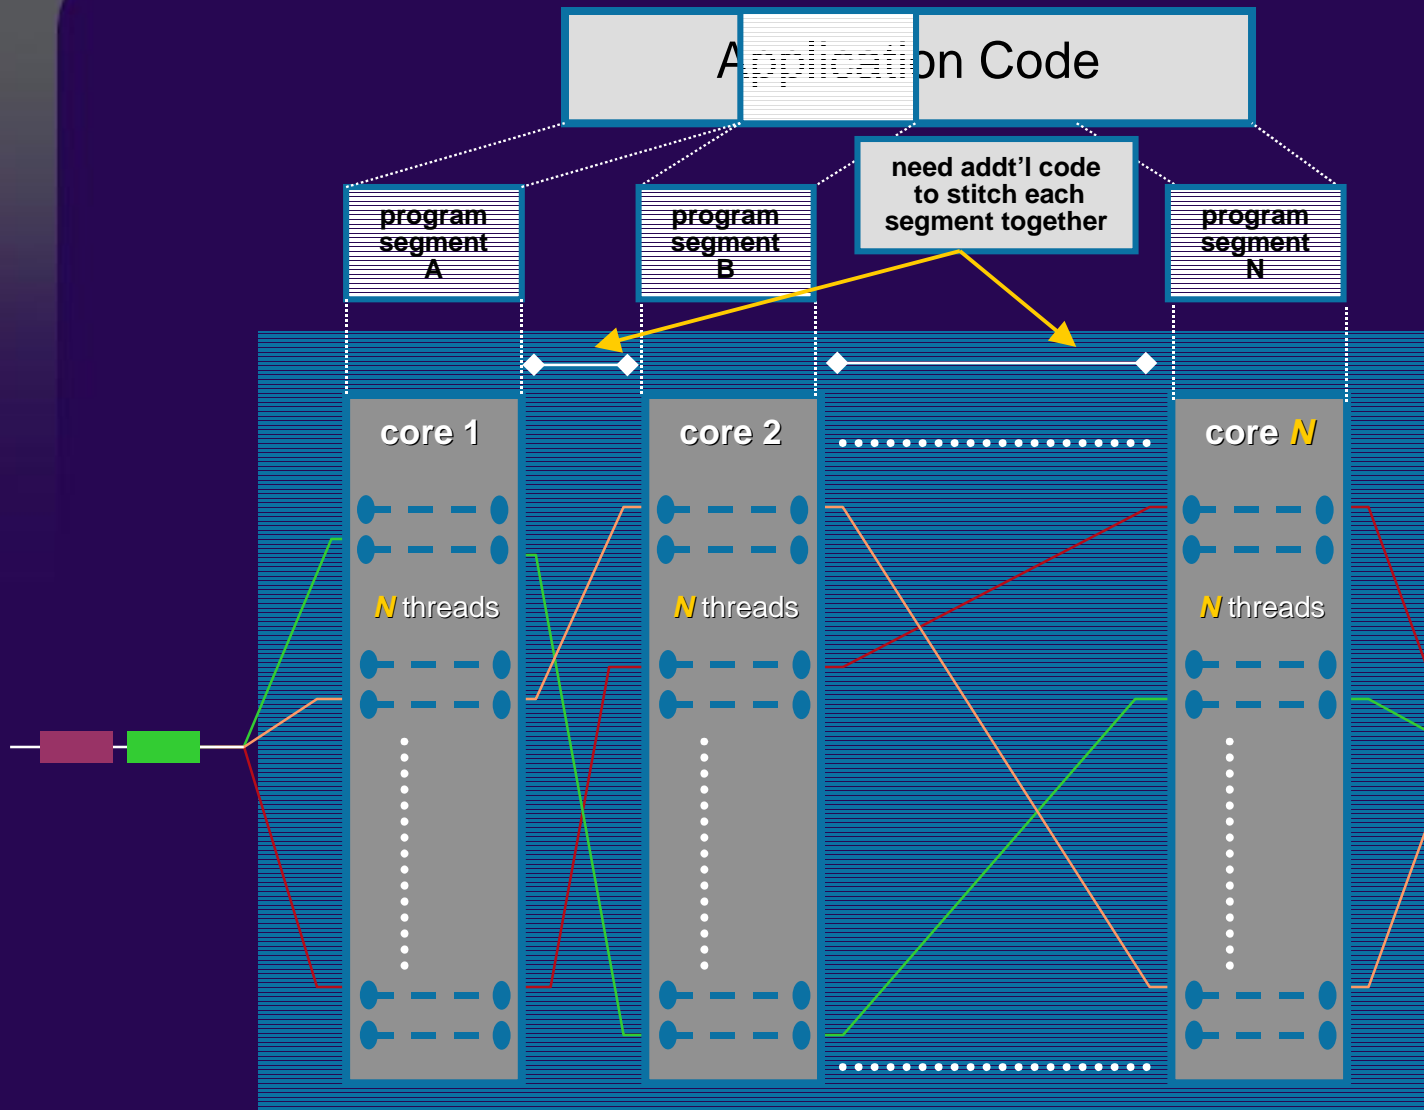 Application Code
need addt’l code
to stitch each
segment together
program
segment
A
program
segment
B
program
segment
N
core 1
core 2
core N
N threads
N threads
N threads